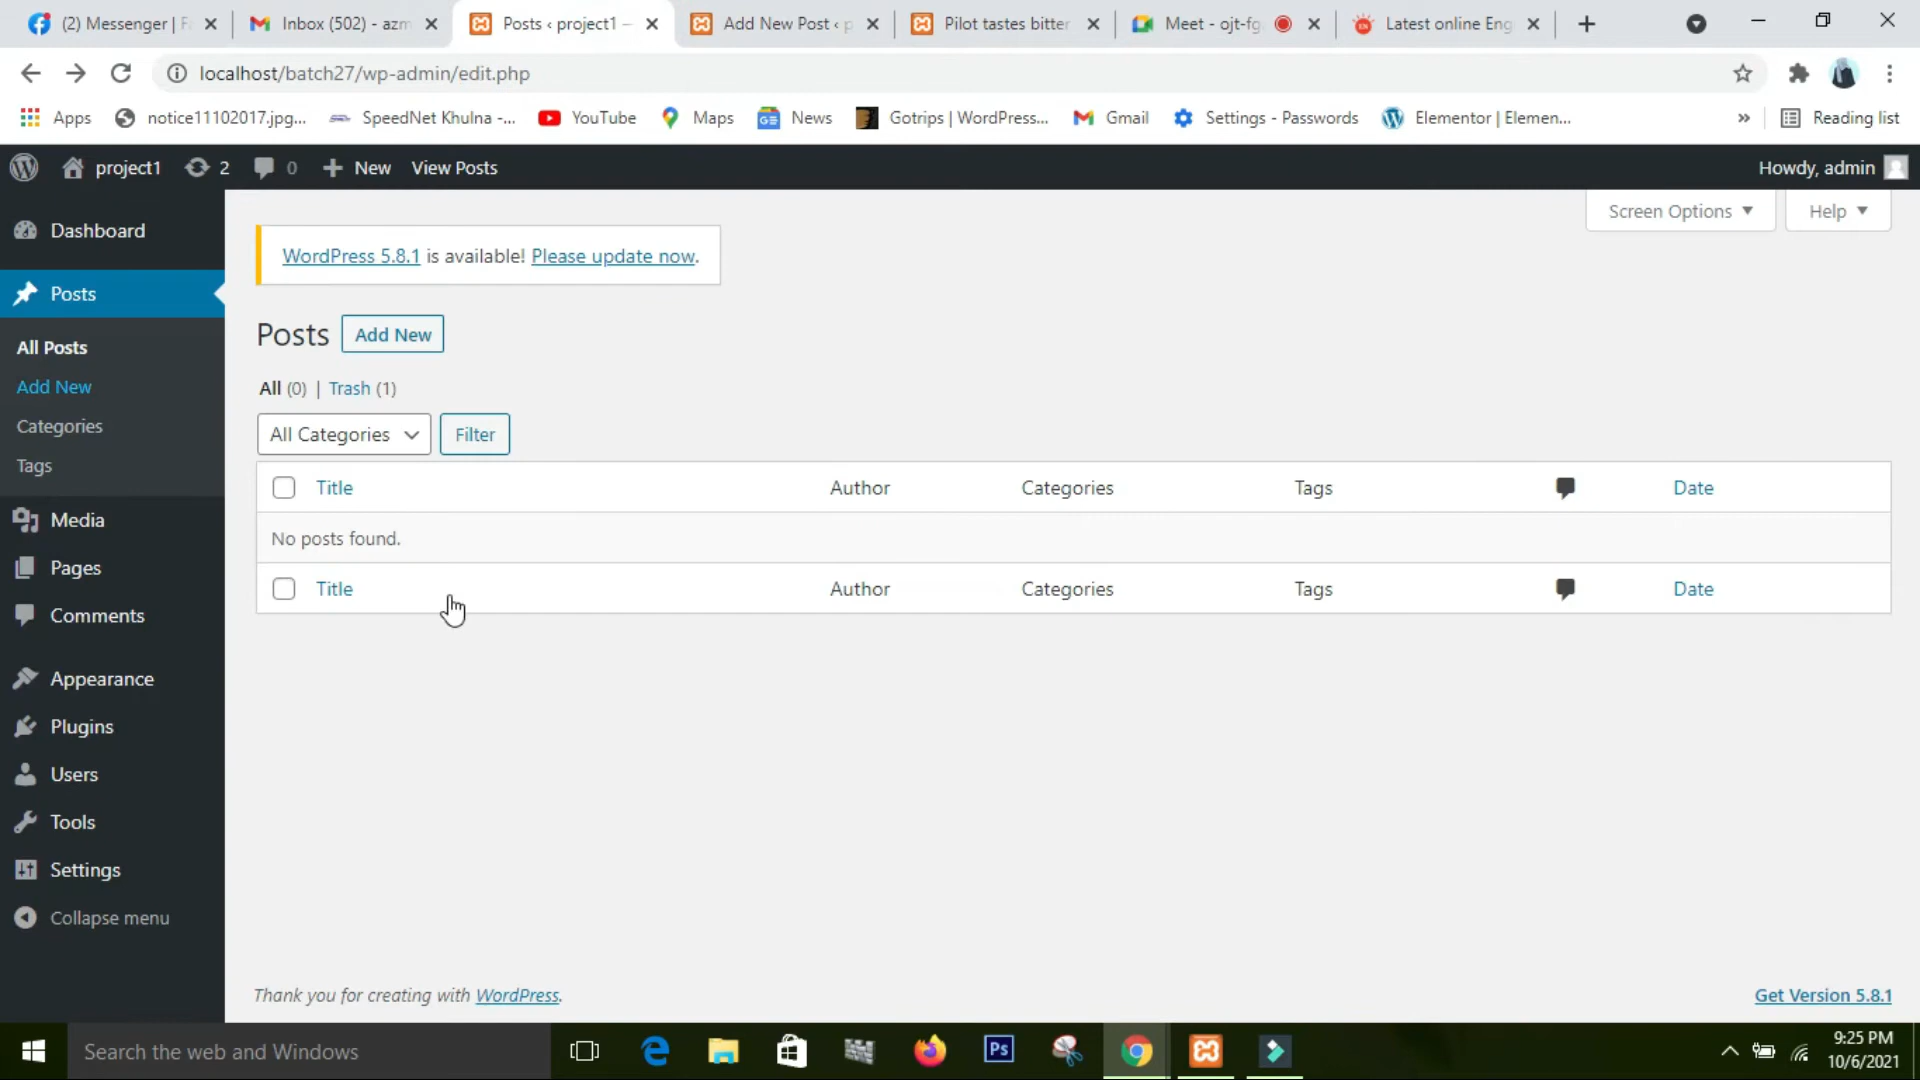 (2) Messenger | F
Inbox (502) - azm
Posts ‹ project1 —
Add New Post ‹ p
Pilot tastes bitter
Meet - ojt-fg
Latest online Eng
localhost/batch27/wp-admin/edit.php
Apps
notice11102017.jpg...
SpeedNet Khulna -...
YouTube
Maps
News
Gotrips | WordPress...
Gmail
Settings - Passwords
Elementor | Elemen...
»
Reading list
project1
2
0
New
View Posts
Howdy, admin
Screen Options
Help
Dashboard
Posts
All Posts
Add New
Categories
Tags
Media
Pages
Comments
Appearance
Plugins
Users
Tools
Settings
Collapse menu
WordPress 5.8.1 is available! Please update now.
Posts
Add New
All (0) | Trash (1)
All Categories
Filter
Title Author Categories Tags Date
No posts found.
Title Author Categories Tags Date
Thank you for creating with WordPress.
Get Version 5.8.1
Search the web and Windows
Ps
9:25 PM
10/6/2021